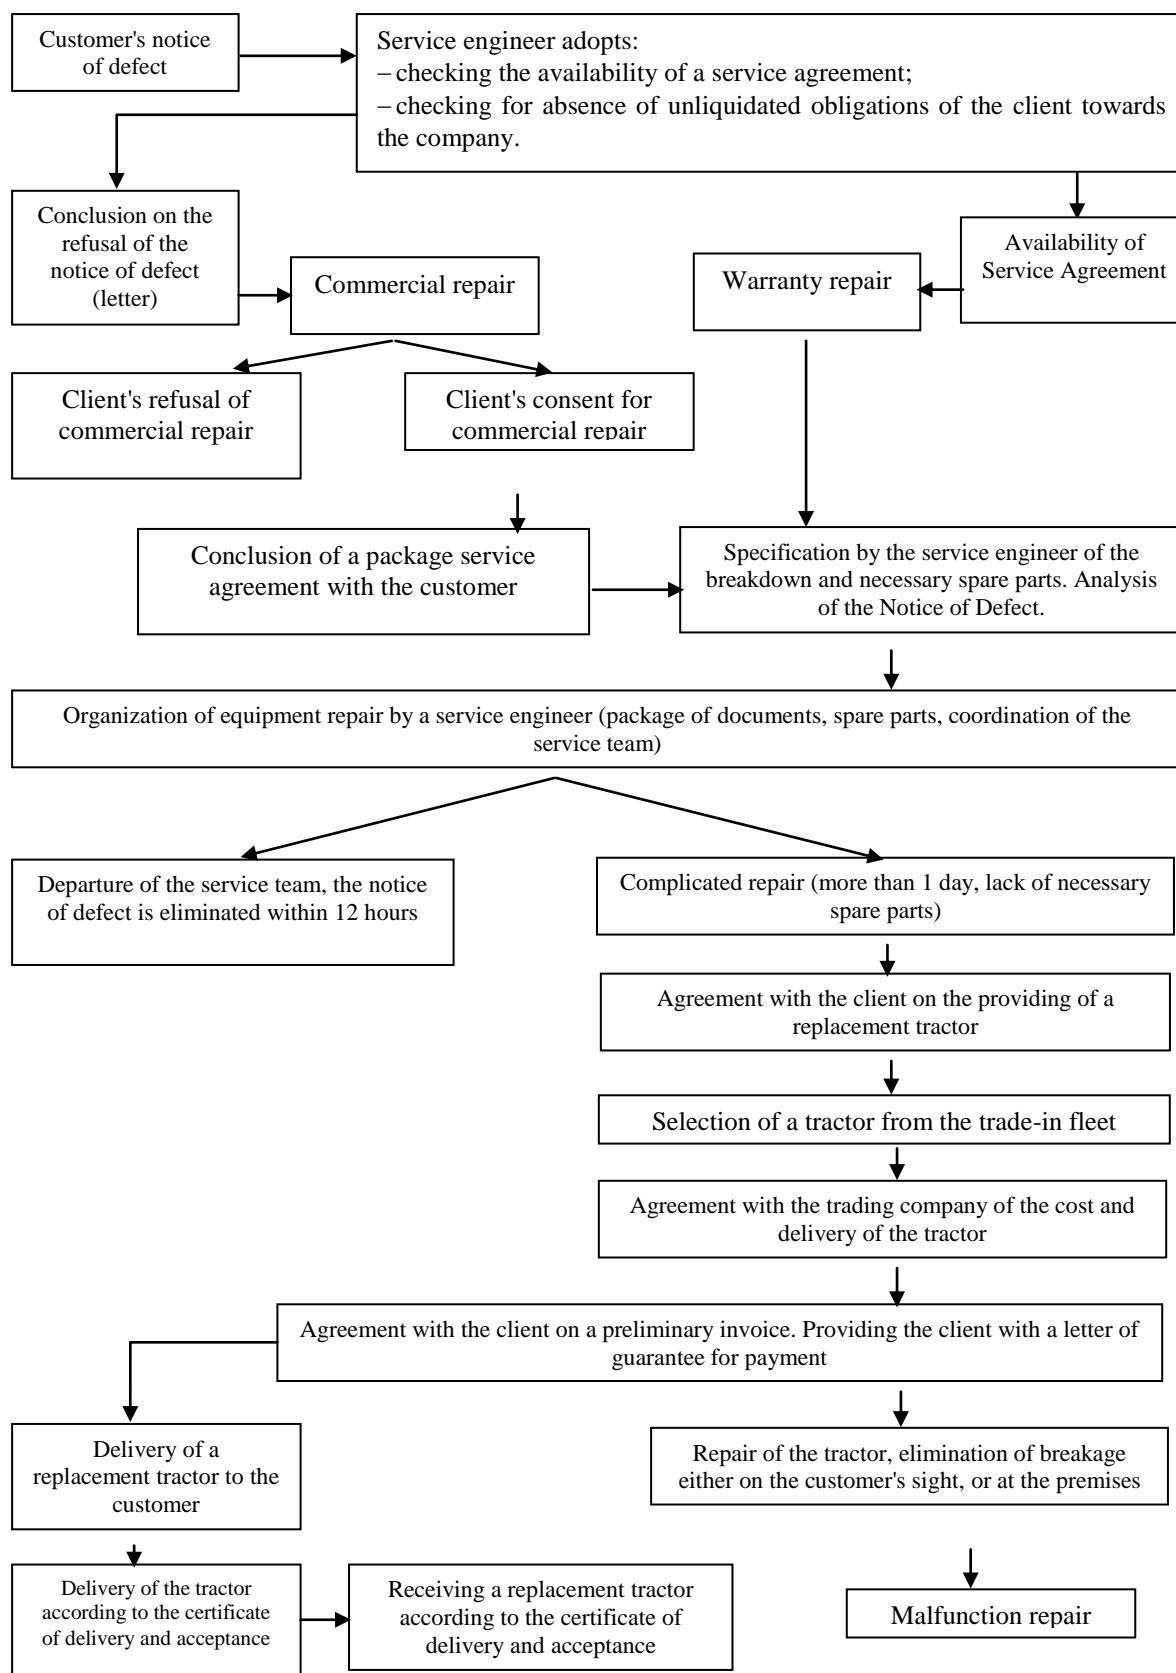 Customer's notice
of defect
Service engineer adopts:
– checking the availability of a service agreement;
– checking for absence of unliquidated obligations of the client towards
the company.
Conclusion on the
refusal of the
notice of defect
(letter)
Commercial repair
Warranty repair
Availability of
Service Agreement
Client's refusal of
commercial repair
Client's consent for
commercial repair
Conclusion of a package service
agreement with the customer
Specification by the service engineer of the
breakdown and necessary spare parts. Analysis
of the Notice of Defect.
Organization of equipment repair by a service engineer (package of documents, spare parts, coordination of the
service team)
Departure of the service team, the notice
of defect is eliminated within 12 hours
Complicated repair (more than 1 day, lack of necessary
spare parts)
Agreement with the client on the providing of a
replacement tractor
Selection of a tractor from the trade-in fleet
Agreement with the trading company of the cost and
delivery of the tractor
Agreement with the client on a preliminary invoice. Providing the client with a letter of
guarantee for payment
Delivery of a
replacement tractor to the
customer
Repair of the tractor, elimination of breakage
either on the customer's sight, or at the premises
Delivery of the tractor
according to the certificate
of delivery and acceptance
Receiving a replacement tractor
according to the certificate of
delivery and acceptance
Malfunction repair